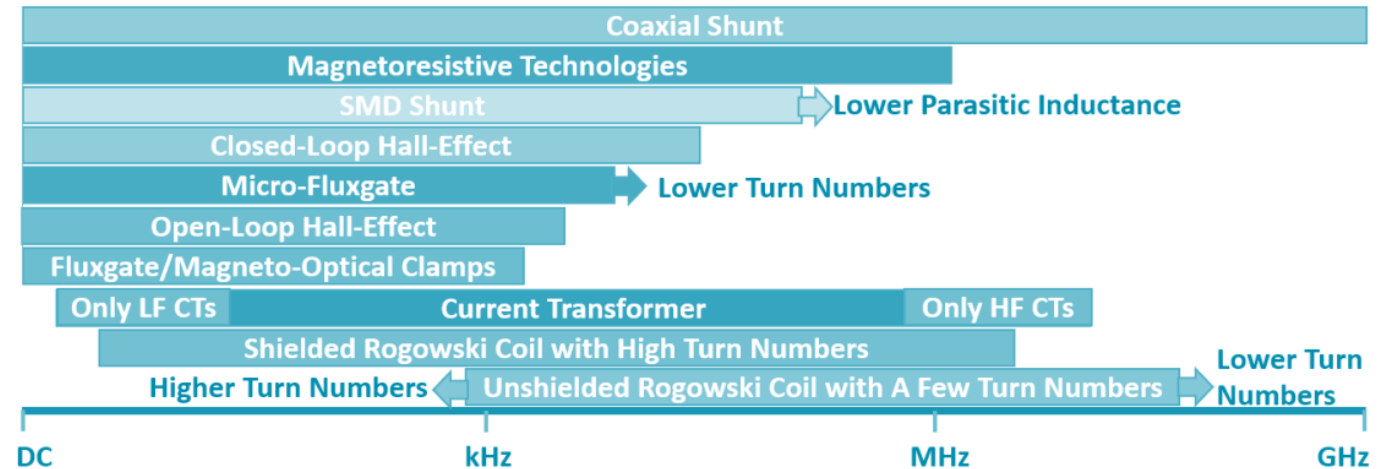 Coaxial Shunt
Magnetoresistive Technologies
SMD Shunt
Lower Parasitic Inductance
Closed-Loop Hall-Effect
Micro-Fluxgate
Lower Turn Numbers
Open-Loop Hall-Effect
Fluxgate/Magneto-Optical Clamps
Only LF CTs
Current Transformer
Only HF CTs
Shielded Rogowski Coil with High Turn Numbers
Higher Turn Numbers
Unshielded Rogowski Coil with A Few Turn Numbers
Lower Turn
Numbers
DC
kHz
MHz
GHz